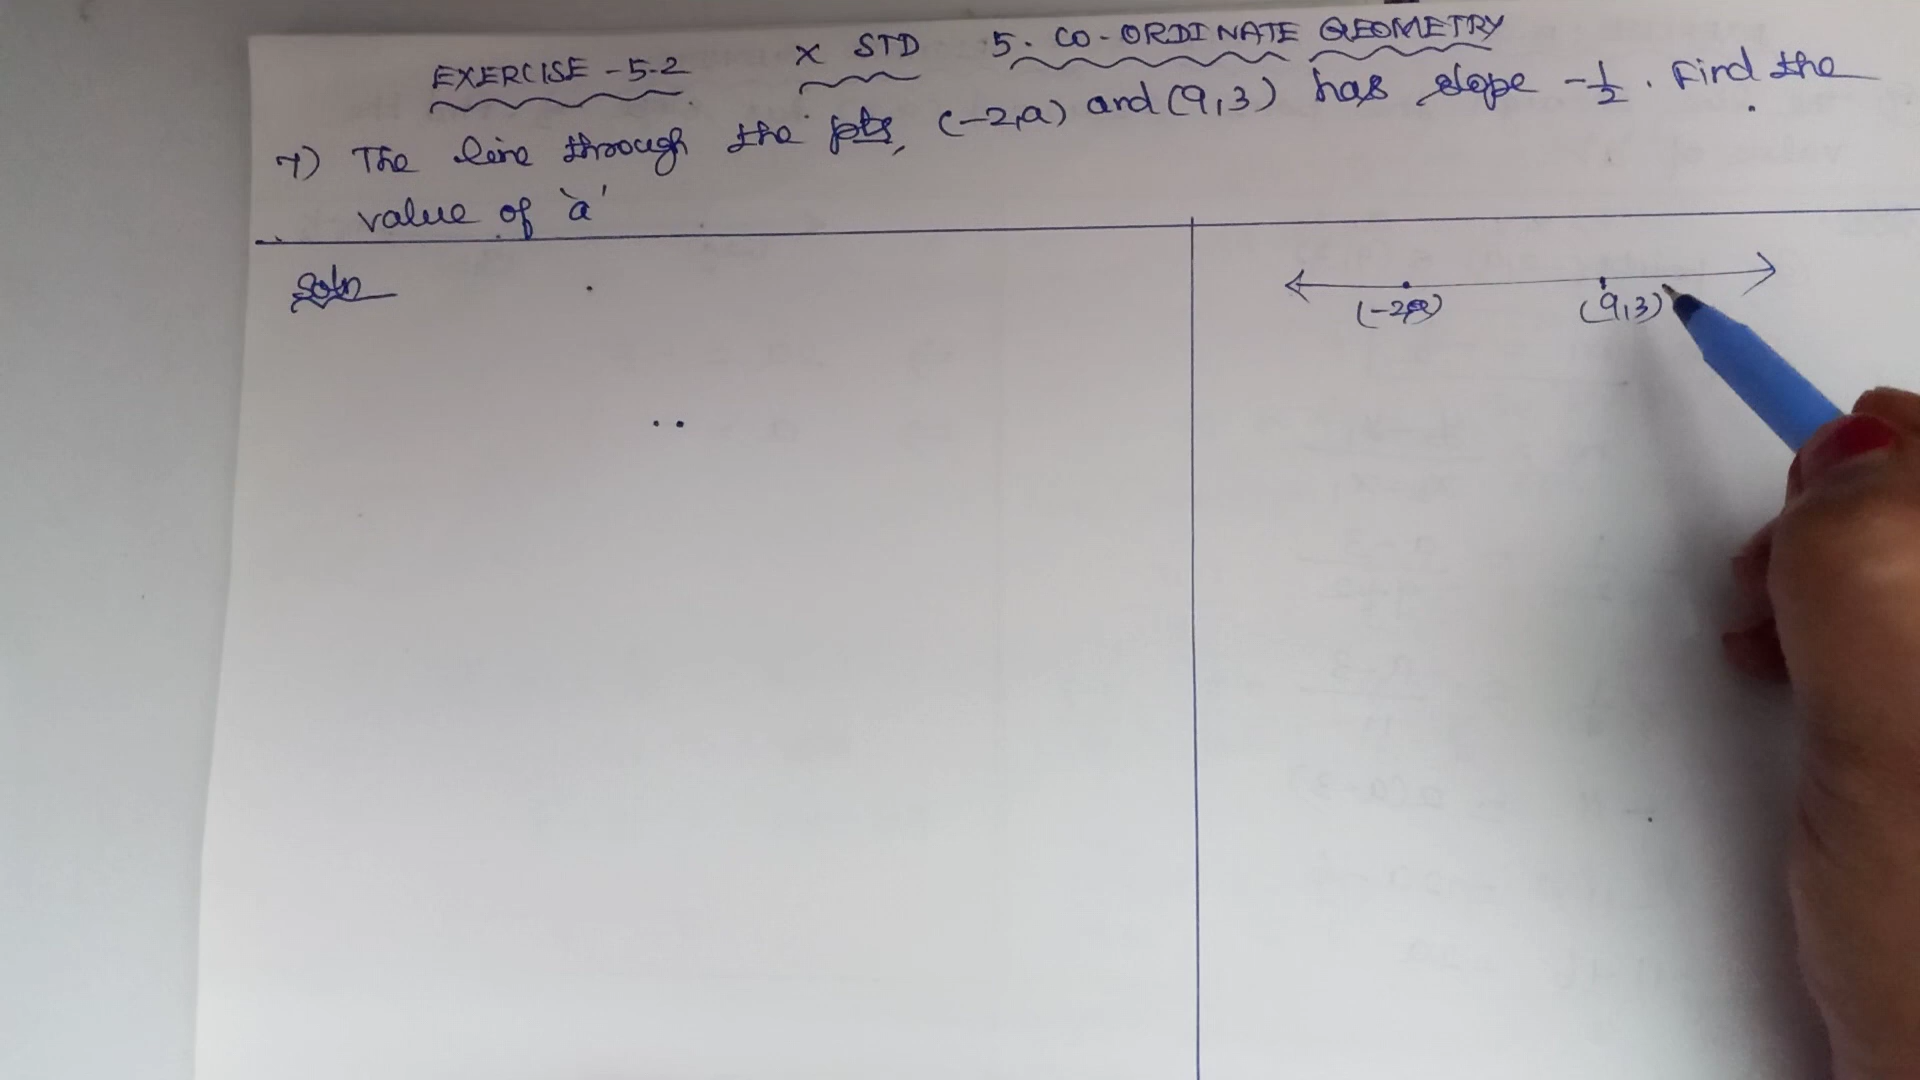 EXERCISE - 5.2 X STD 5. CO-ORDINATE GEOMETRY
7) The line through the pts, (-2,a) and (9,3) has slope -1/2. Find the
value of 'a'
Soln
(-2,a) (9,3)